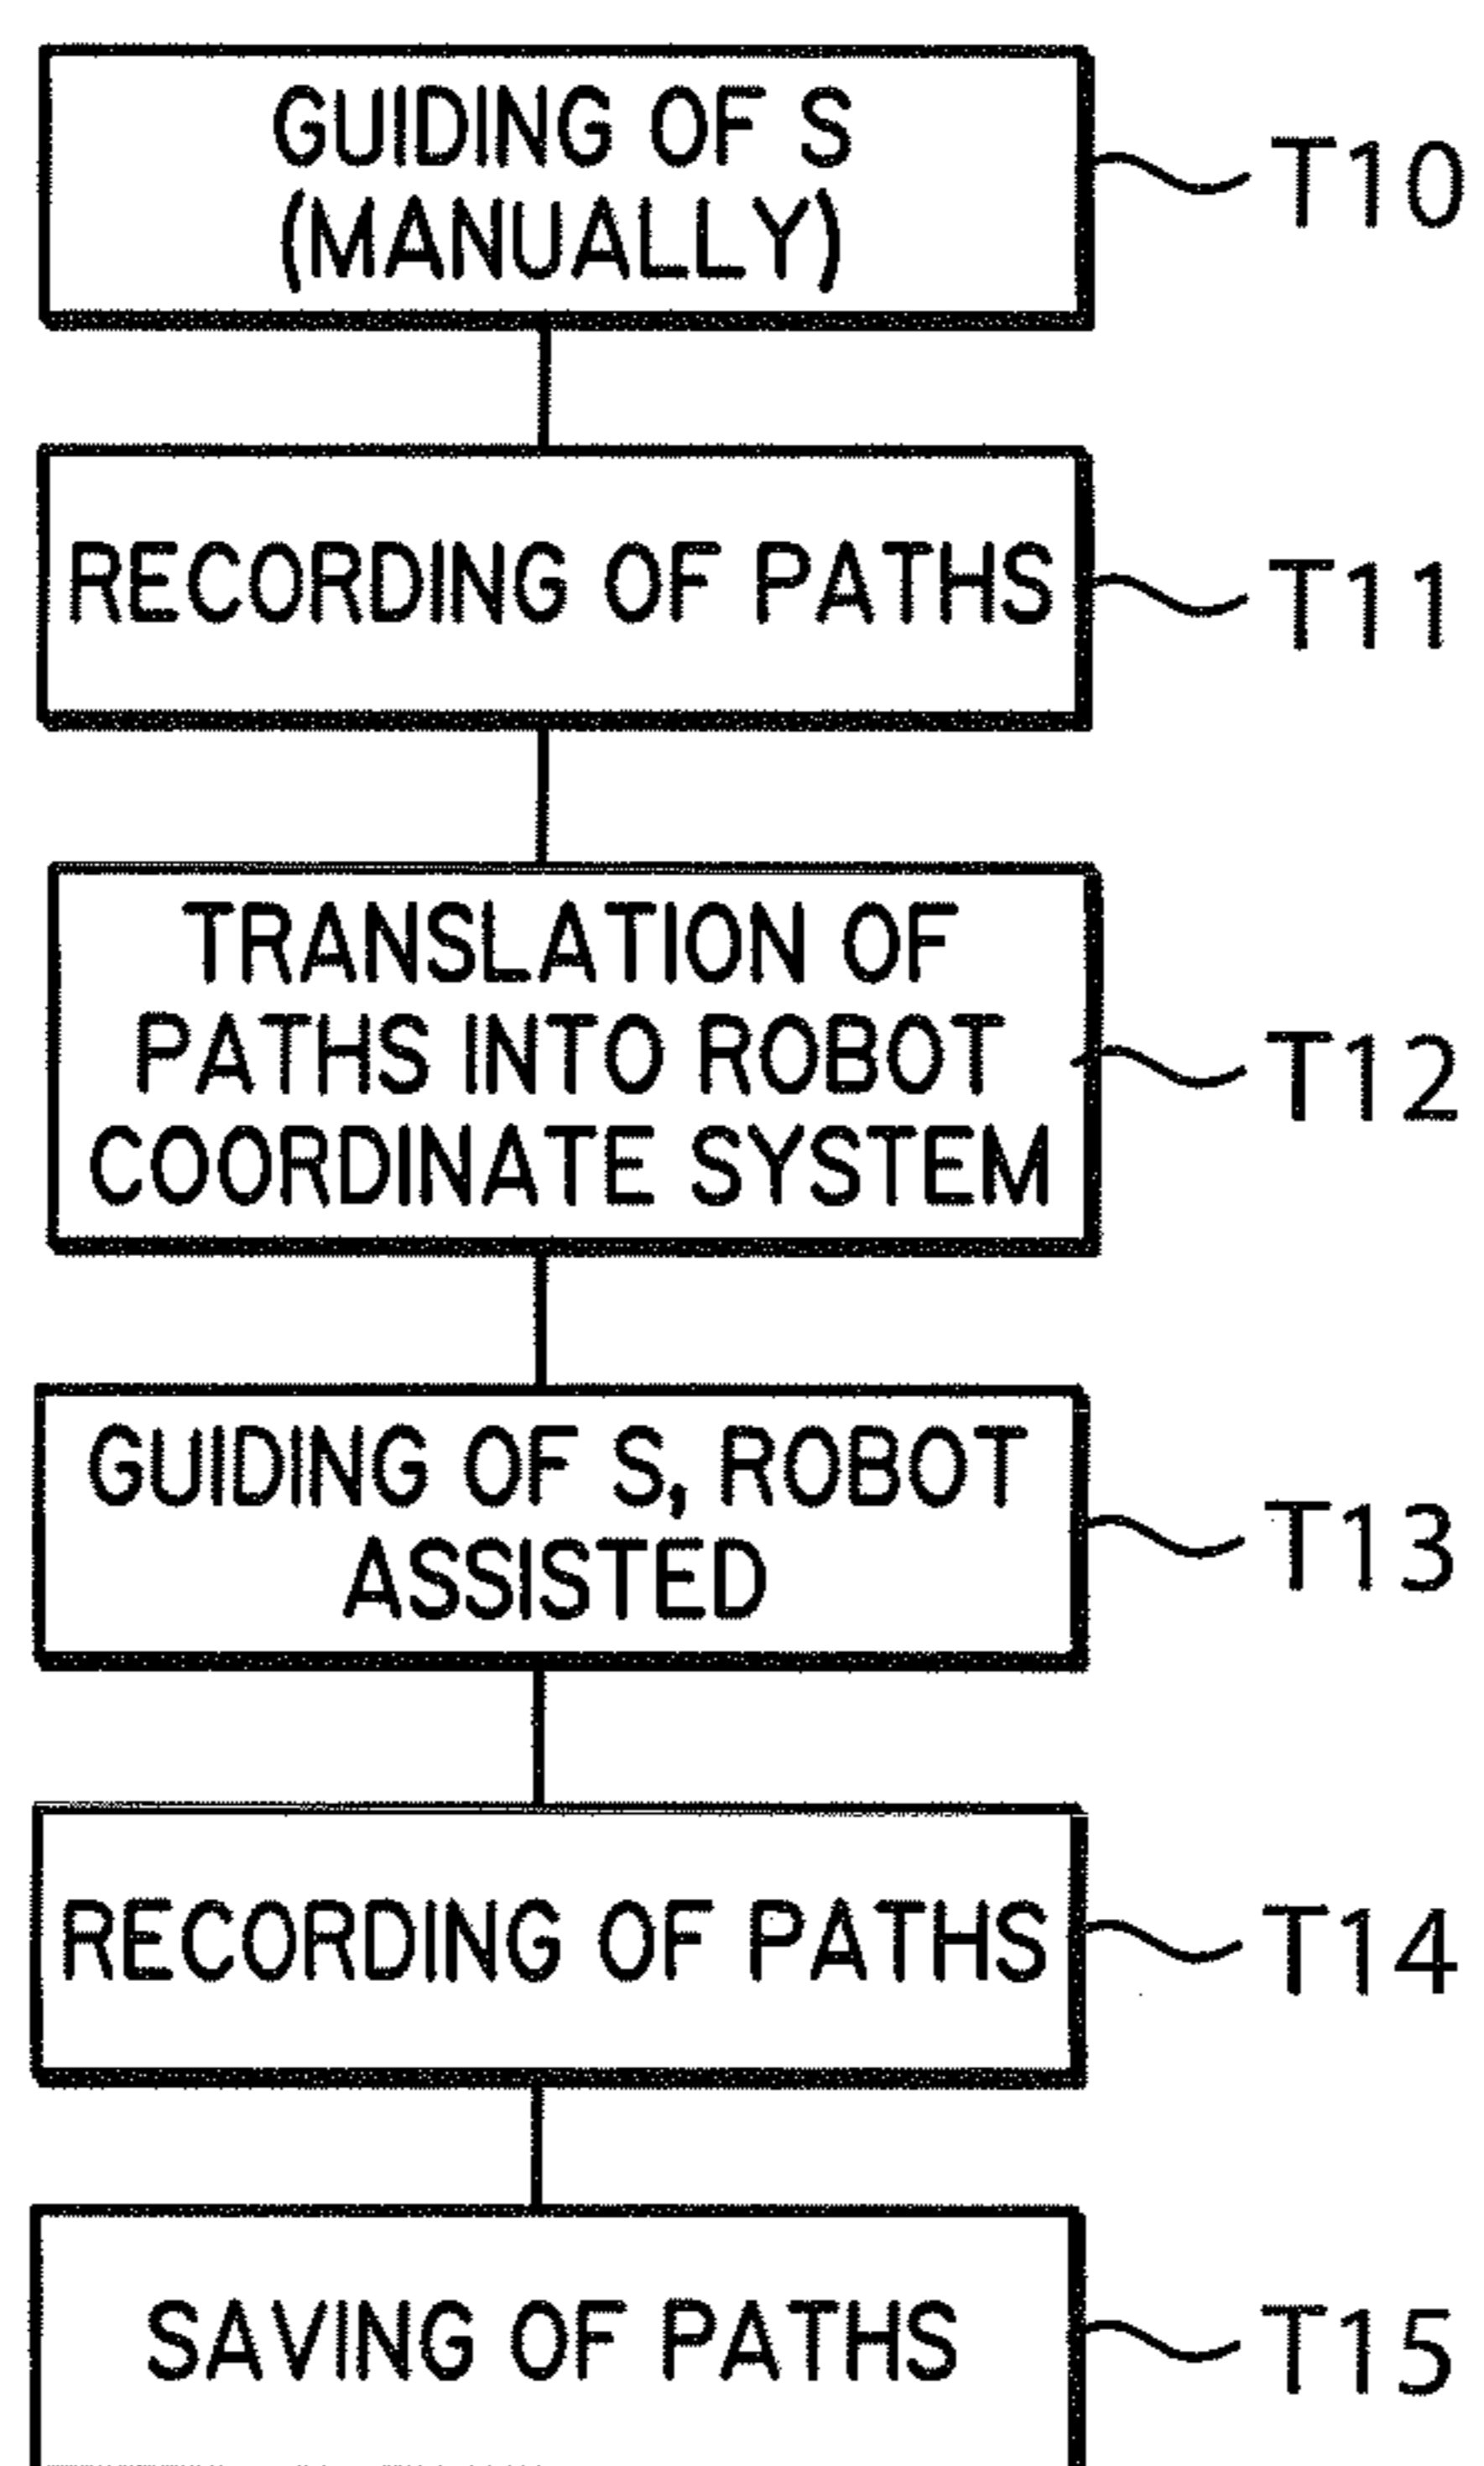 GUIDING OF S
(MANUALLY)
T10
RECORDING OF PATHS
T11
TRANSLATION OF
PATHS INTO ROBOT
COORDINATE SYSTEM
T12
GUIDING OF S, ROBOT
ASSISTED
T13
RECORDING OF PATHS
T14
SAVING OF PATHS
T15